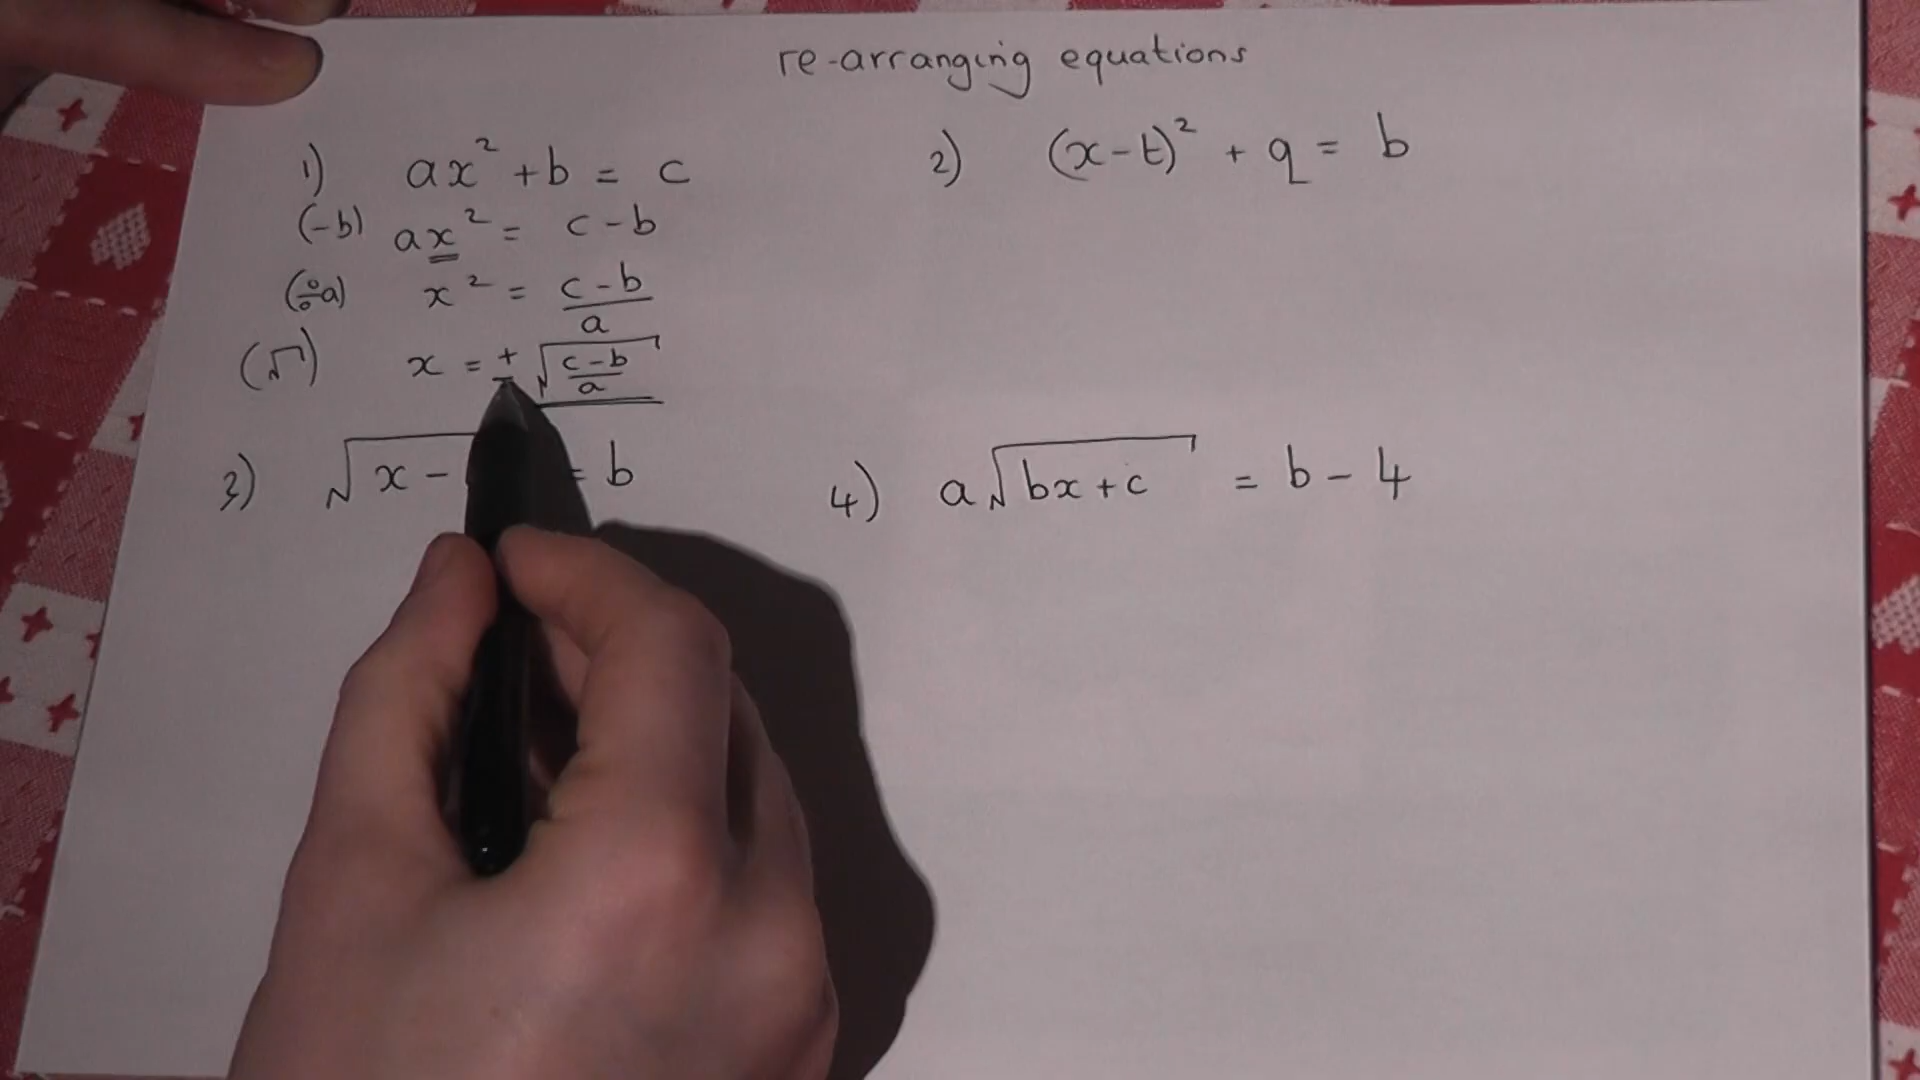 re-arranging equations
1) ax² + b = c
(-b) ax² = c - b
(÷a) x² = c - b / a
(√) x = ± √(c - b / a)
2) (x - t)² + q = b
3) √x - = b
4) a√bx + c = b - 4